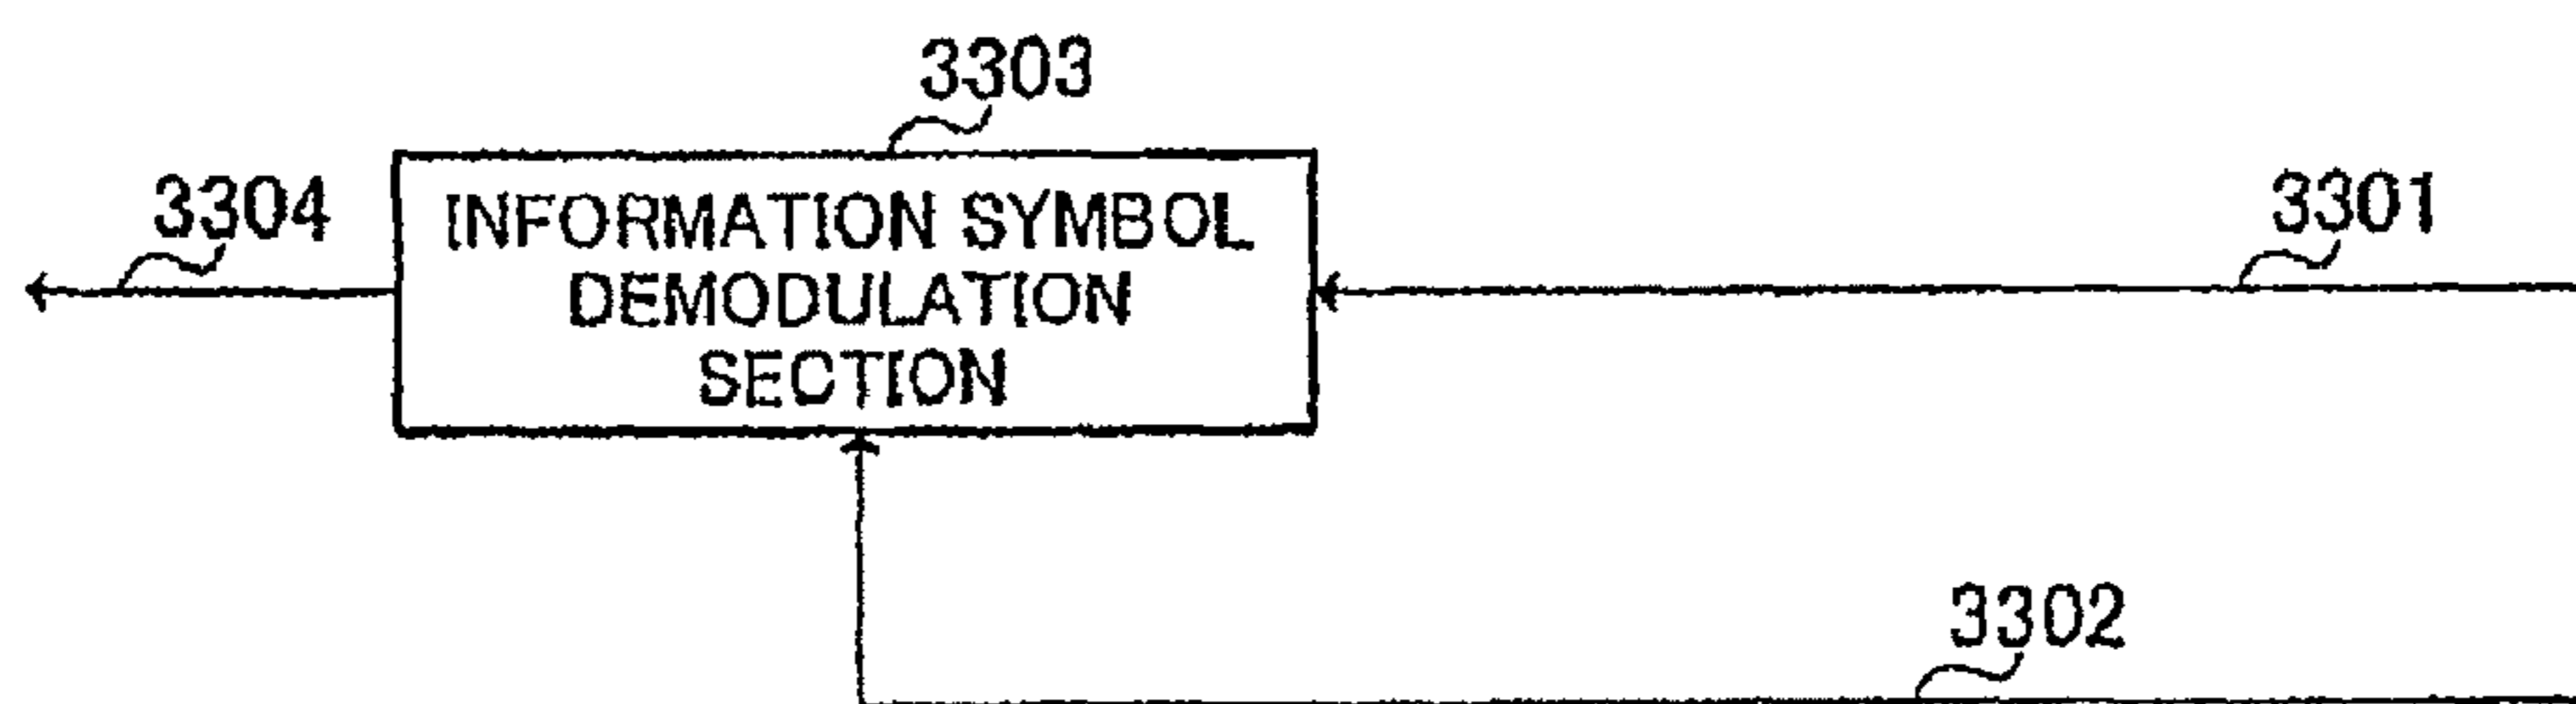 3303
3304
INFORMATION SYMBOL
DEMODULATION
SECTION
3301
3302